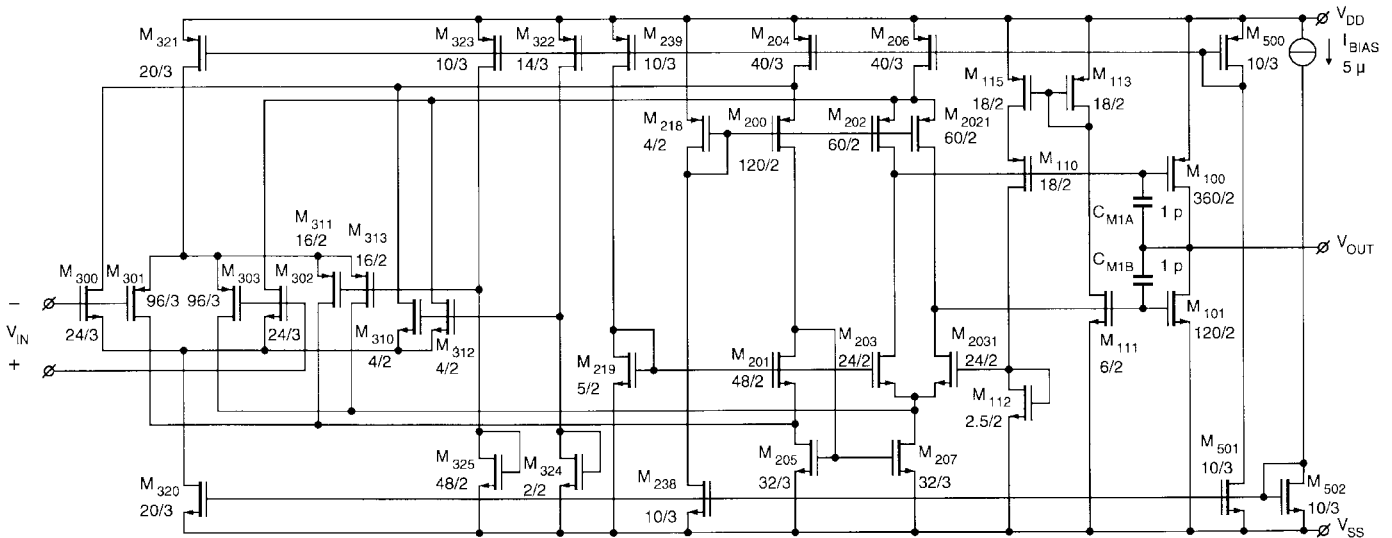 M321
20/3
M323
10/3
M322
14/3
M239
10/3
M204
40/3
M206
40/3
M500
10/3
VDD
IBIAS
5 μ
M115
18/2
M113
18/2
M218
4/2
M200
120/2
M202
60/2
M2021
60/2
M110
18/2
M100
360/2
CM1A
1 p
VOUT
CM1B
1 p
M311
16/2
M313
16/2
M300
24/3
M301
96/3
M303
96/3
M302
24/3
−
VIN
+
M310
4/2
M312
4/2
M219
5/2
M201
48/2
M203
24/2
M2031
24/2
M101
120/2
M111
6/2
M112
2.5/2
M325
48/2
M324
2/2
M205
32/3
M207
32/3
M501
10/3
M502
10/3
M320
20/3
M238
10/3
VSS